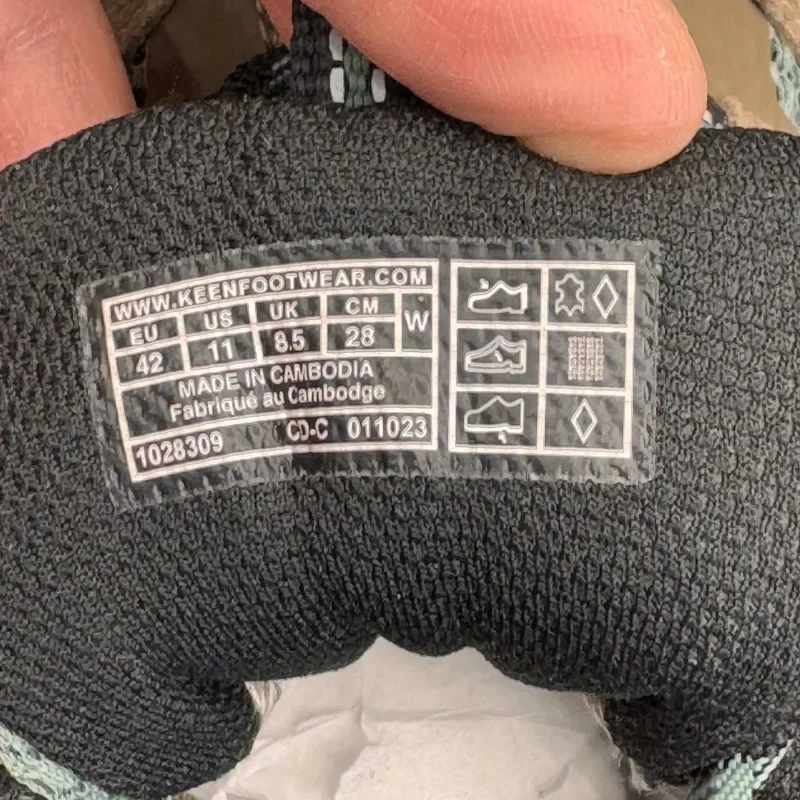 WWW.KEENFOOTWEAR.COM
EU US UK CM W
42 11 8.5 28
MADE IN CAMBODIA
Fabriqué au Cambodge
1028309 CD-C 011023